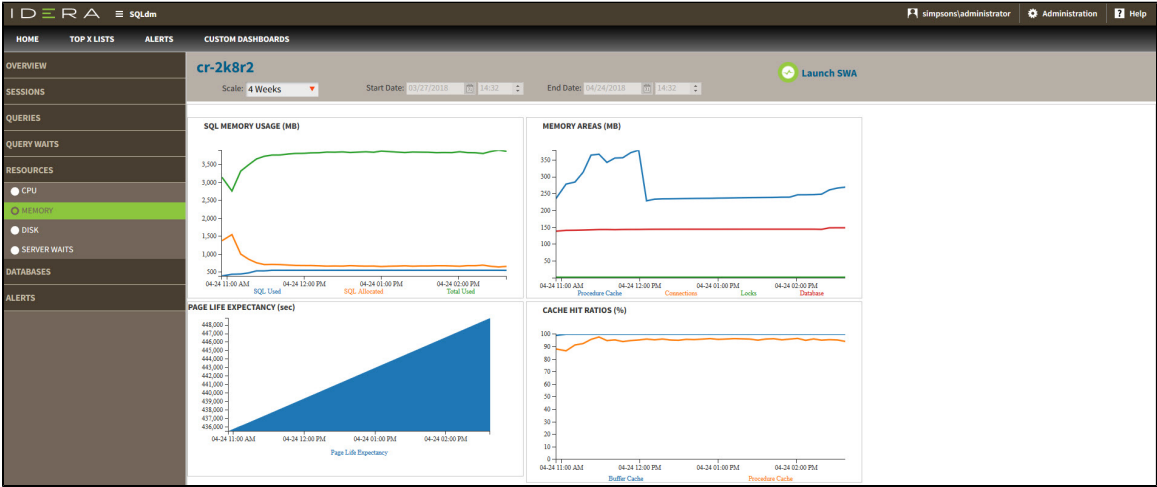 IDERA SQLdm simpsons\administrator Administration ? Help
HOME TOP X LISTS ALERTS CUSTOM DASHBOARDS
OVERVIEW
SESSIONS
QUERIES
QUERY WAITS
RESOURCES
CPU
MEMORY
DISK
SERVER WAITS
DATABASES
ALERTS
cr-2k8r2
Launch SWA
Scale: 4 Weeks Start Date: 03/27/2018 14:32 End Date: 04/24/2018 14:32
SQL MEMORY USAGE (MB)
3,500
3,000
2,500
2,000
1,500
1,000
500
04-24 11:00 AM 04-24 12:00 PM 04-24 01:00 PM 04-24 02:00 PM
SQL Used SQL Allocated Total Used
MEMORY AREAS (MB)
350
300
250
200
150
100
50
04-24 11:00 AM 04-24 12:00 PM 04-24 01:00 PM 04-24 02:00 PM
Procedure Cache Connections Locks Database
PAGE LIFE EXPECTANCY (sec)
448,000
447,000
446,000
445,000
444,000
443,000
442,000
441,000
440,000
439,000
438,000
437,000
436,000
04-24 11:00 AM 04-24 12:00 PM 04-24 01:00 PM 04-24 02:00 PM
Page Life Expectancy
CACHE HIT RATIOS (%)
100
90
80
70
60
50
40
30
20
10
0
04-24 11:00 AM 04-24 12:00 PM 04-24 01:00 PM 04-24 02:00 PM
Buffer Cache Procedure Cache